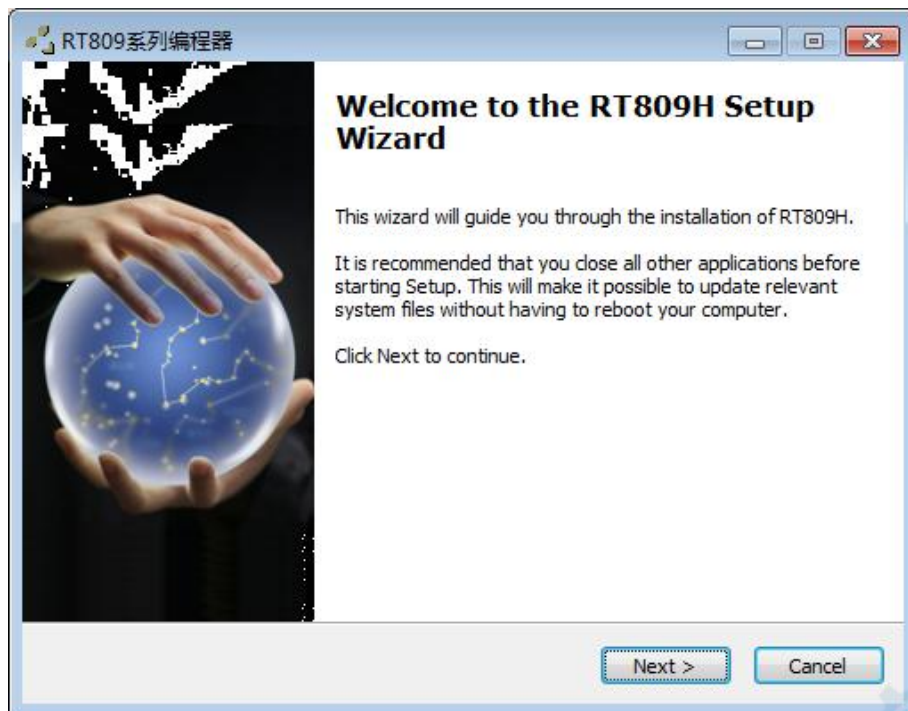 RT809系列编程器
Welcome to the RT809H Setup
Wizard
This wizard will guide you through the installation of RT809H.
It is recommended that you close all other applications before
starting Setup. This will make it possible to update relevant
system files without having to reboot your computer.
Click Next to continue.
Next >
Cancel